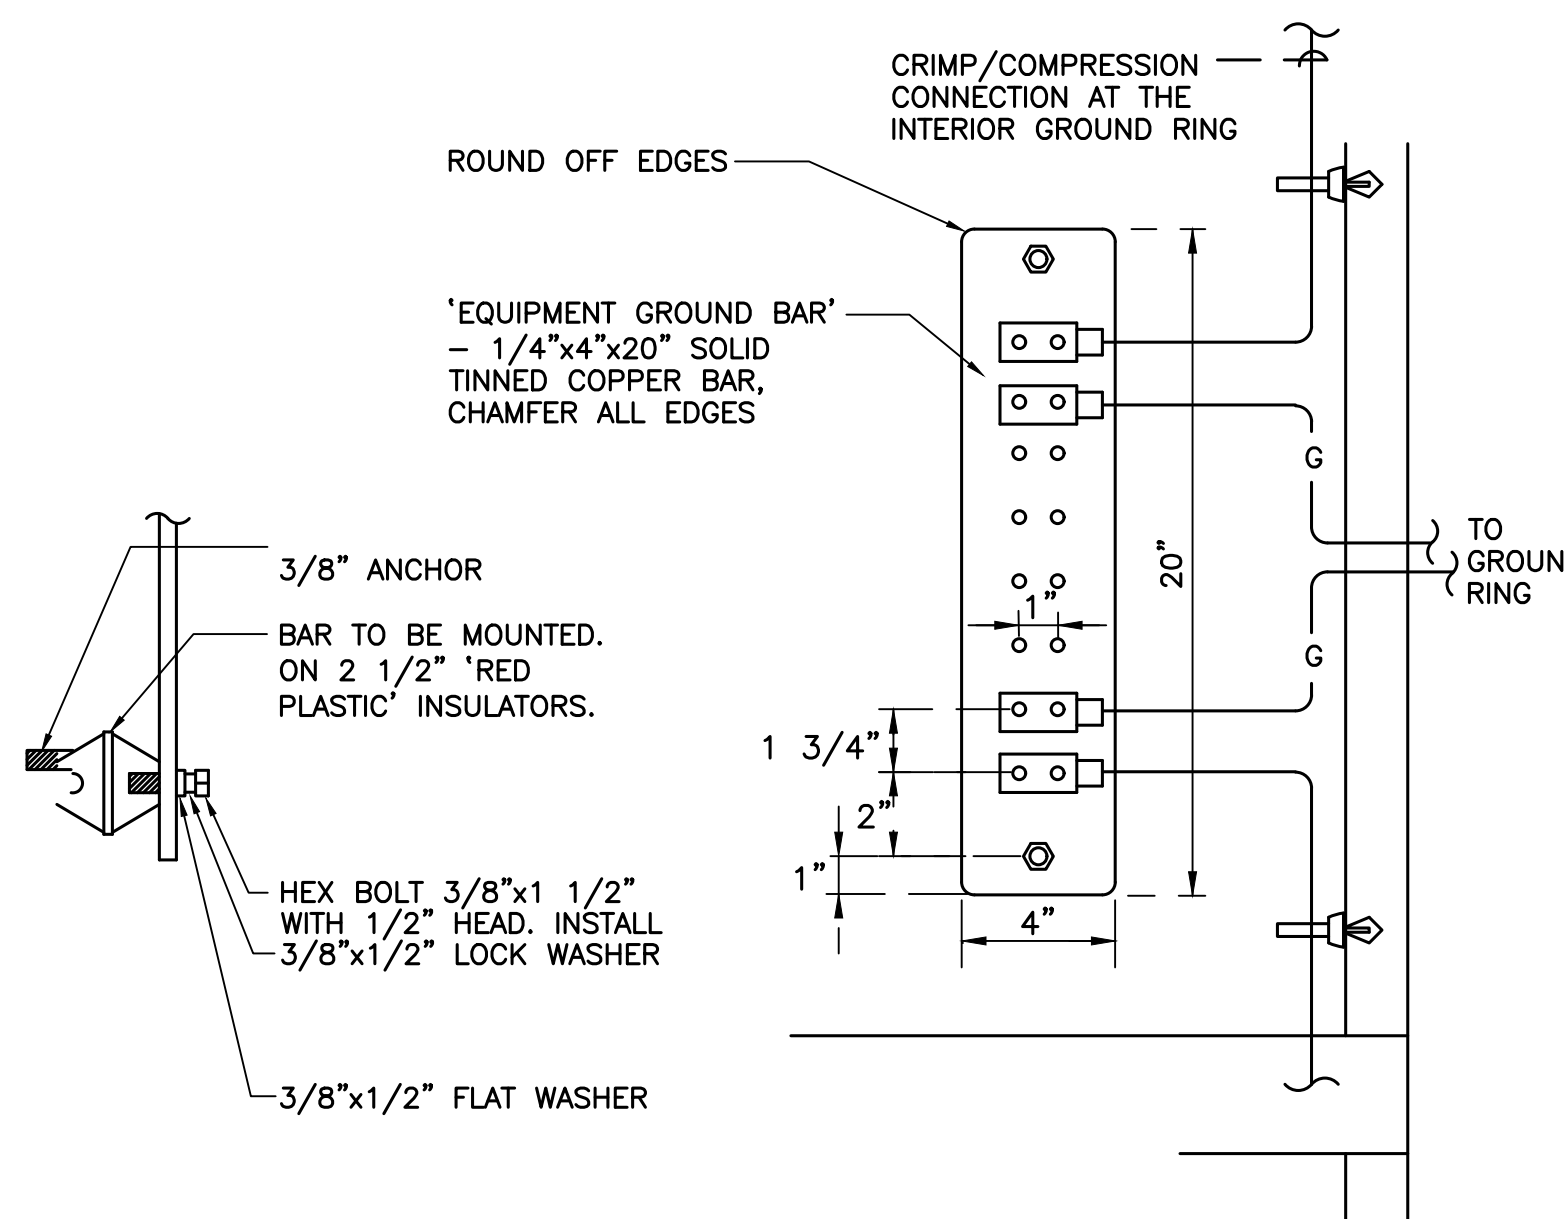 CRIMP/COMPRESSION
CONNECTION AT THE
INTERIOR GROUND RING
ROUND OFF EDGES
‘EQUIPMENT GROUND BAR’
– 1/4”x4”x20” SOLID
TINNED COPPER BAR,
CHAMFER ALL EDGES
G
TO
GROUN
RING
20”
1”
G
3/8” ANCHOR
BAR TO BE MOUNTED.
ON 2 1/2” ‘RED
PLASTIC’ INSULATORS.
1 3/4”
2”
1”
4”
HEX BOLT 3/8”x1 1/2”
WITH 1/2” HEAD. INSTALL
3/8”x1/2” LOCK WASHER
3/8”x1/2” FLAT WASHER